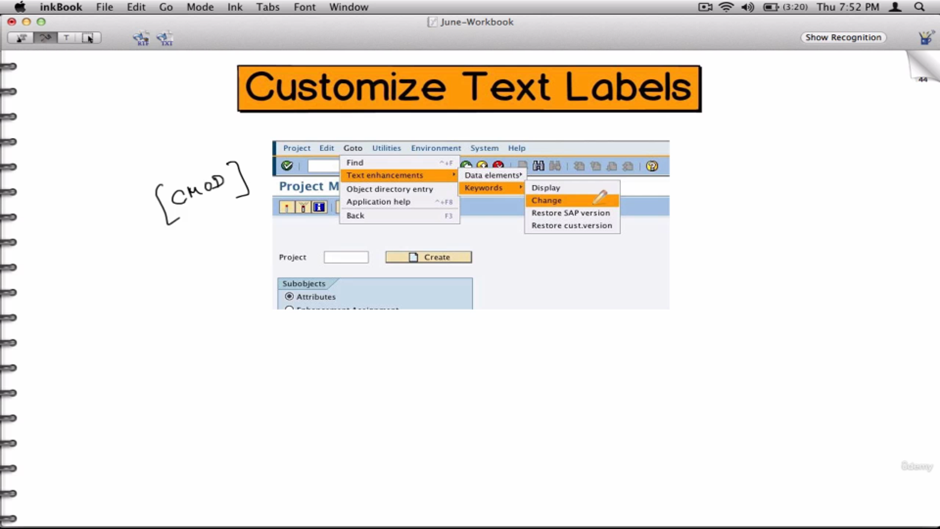 inkBook File Edit Go Mode Ink Tabs Font Window (3:20) Thu 7:52 PM
June-Workbook
T Show Recognition
44
Customize Text Labels
Project Edit Goto Utilities Environment System Help
Find ^+F
Text enhancements Data elements
Object directory entry Keywords Display
Application help ^+F8 Change
Back F3 Restore SAP version
Restore cust.version
Project M
[CMOD]
Project Create
Subobjects
Attributes
Enhancement Assignment
Udemy